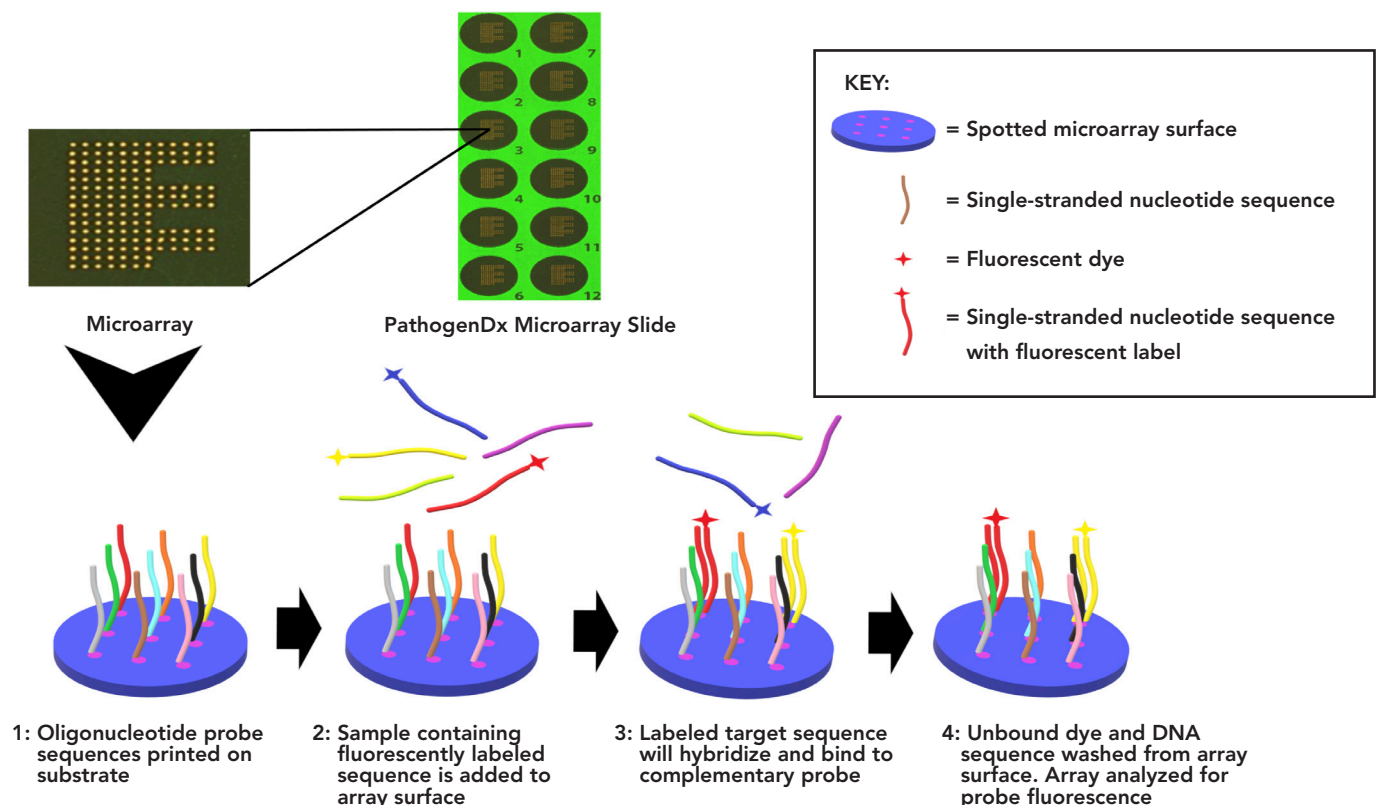 1
7
2
8
3
9
4
10
5
11
6
12
Microarray
PathogenDx Microarray Slide
KEY:
= Spotted microarray surface
= Single-stranded nucleotide sequence
= Fluorescent dye
= Single-stranded nucleotide sequence
with fluorescent label
1: Oligonucleotide probe
sequences printed on
substrate
2: Sample containing
fluorescently labeled
sequence is added to
array surface
3: Labeled target sequence
will hybridize and bind to
complementary probe
4: Unbound dye and DNA
sequence washed from array
surface. Array analyzed for
probe fluorescence